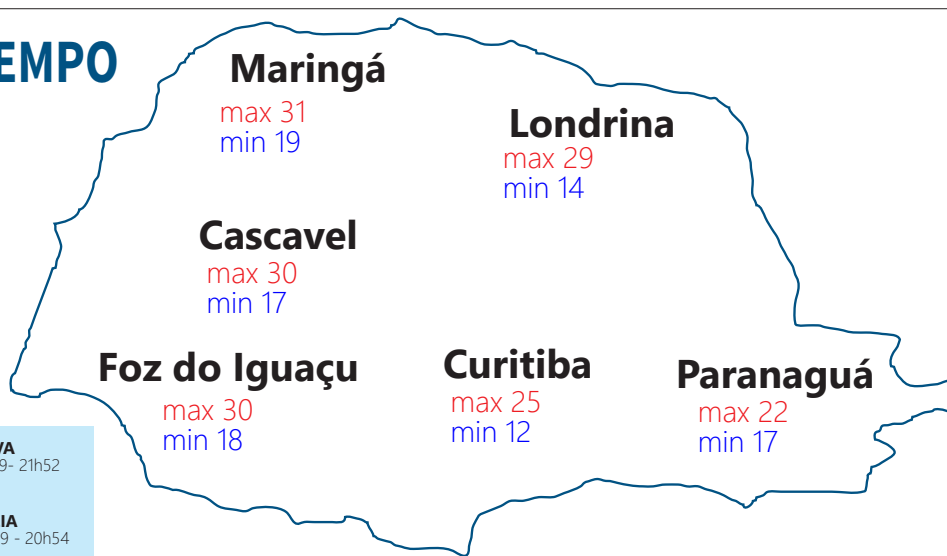 EMPO
Maringá
max 31
min 19
Londrina
max 29
min 14
Cascavel
max 30
min 17
Foz do Iguaçu
max 30
min 18
Curitiba
max 25
min 12
Paranaguá
max 22
min 17
VA
9- 21h52
IA
9 - 20h54